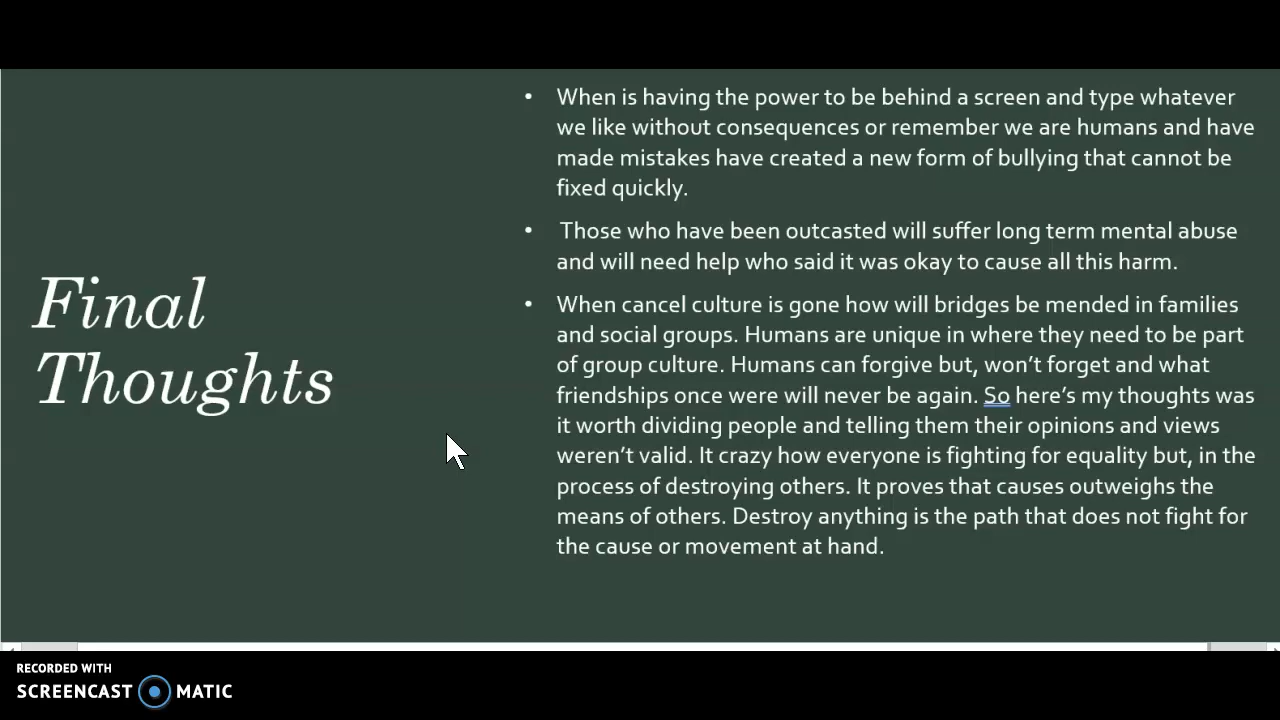 Final
Thoughts
• When is having the power to be behind a screen and type whatever
we like without consequences or remember we are humans and have
made mistakes have created a new form of bullying that cannot be
fixed quickly.
• Those who have been outcasted will suffer long term mental abuse
and will need help who said it was okay to cause all this harm.
• When cancel culture is gone how will bridges be mended in families
and social groups. Humans are unique in where they need to be part
of group culture. Humans can forgive but, won't forget and what
friendships once were will never be again. So here's my thoughts was
it worth dividing people and telling them their opinions and views
weren't valid. It crazy how everyone is fighting for equality but, in the
process of destroying others. It proves that causes outweighs the
means of others. Destroy anything is the path that does not fight for
the cause or movement at hand.
RECORDED WITH
SCREENCAST MATIC